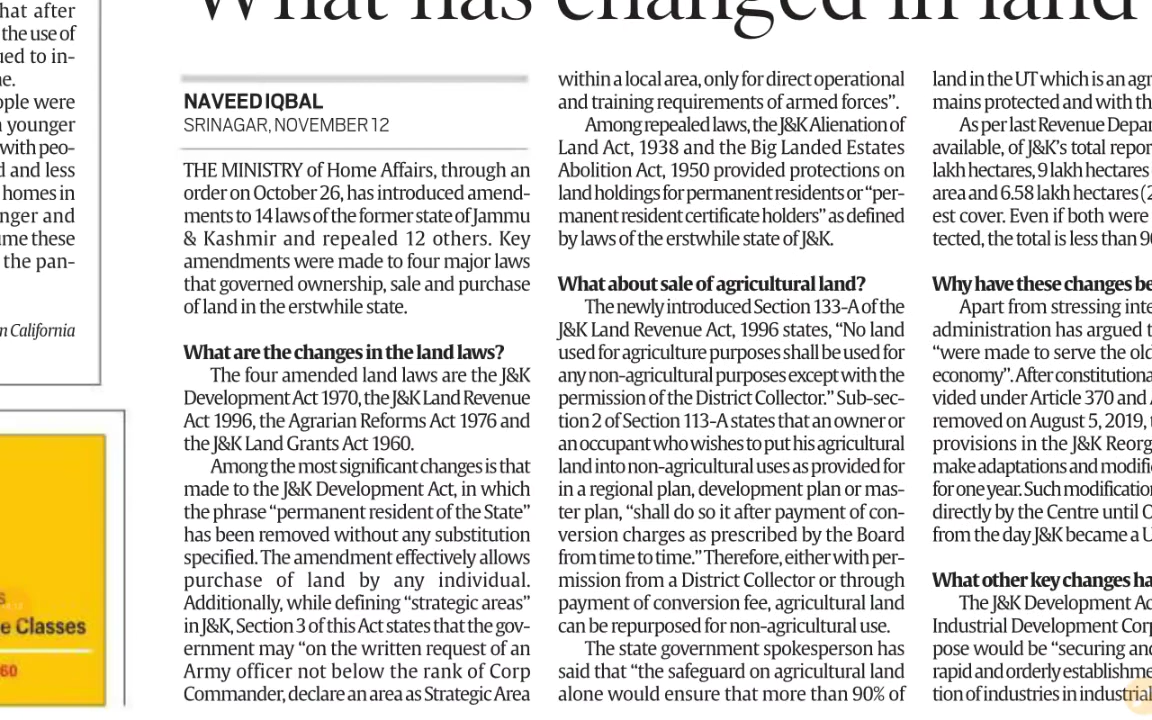 What has changed in land
hat after
the use of
ued to in-
ne.
ople were
younger
with peo-
d and less
homes in
nger and
ume these
the pan-
n California
s
e Classes
60
NAVEED IQBAL
SRINAGAR, NOVEMBER 12
THE MINISTRY of Home Affairs, through an
order on October 26, has introduced amend-
ments to 14 laws of the former state of Jammu
& Kashmir and repealed 12 others. Key
amendments were made to four major laws
that governed ownership, sale and purchase
of land in the erstwhile state.
What are the changes in the land laws?
The four amended land laws are the J&K
Development Act 1970, the J&K Land Revenue
Act 1996, the Agrarian Reforms Act 1976 and
the J&K Land Grants Act 1960.
Among the most significant changes is that
made to the J&K Development Act, in which
the phrase “permanent resident of the State”
has been removed without any substitution
specified. The amendment effectively allows
purchase of land by any individual.
Additionally, while defining “strategic areas”
in J&K, Section 3 of this Act states that the gov-
ernment may “on the written request of an
Army officer not below the rank of Corp
Commander, declare an area as Strategic Area
within a local area, only for direct operational
and training requirements of armed forces”.
Among repealed laws, the J&K Alienation of
Land Act, 1938 and the Big Landed Estates
Abolition Act, 1950 provided protections on
land holdings for permanent residents or “per-
manent resident certificate holders” as defined
by laws of the erstwhile state of J&K.
What about sale of agricultural land?
The newly introduced Section 133-A of the
J&K Land Revenue Act, 1996 states, “No land
used for agriculture purposes shall be used for
any non-agricultural purposes except with the
permission of the District Collector.” Sub-sec-
tion 2 of Section 113-A states that an owner or
an occupant who wishes to put his agricultural
land into non-agricultural uses as provided for
in a regional plan, development plan or mas-
ter plan, “shall do so it after payment of con-
version charges as prescribed by the Board
from time to time.” Therefore, either with per-
mission from a District Collector or through
payment of conversion fee, agricultural land
can be repurposed for non-agricultural use.
The state government spokesperson has
said that “the safeguard on agricultural land
alone would ensure that more than 90% of
land in the UT which is an agr
mains protected and with th
As per last Revenue Depar
available, of J&K’s total repor
lakh hectares, 9 lakh hectares
area and 6.58 lakh hectares (2
est cover. Even if both were
tected, the total is less than 9
Why have these changes be
Apart from stressing inte
administration has argued t
“were made to serve the old
economy”. After constitutiona
vided under Article 370 and
removed on August 5, 2019, t
provisions in the J&K Reorg
make adaptations and modifi
for one year. Such modification
directly by the Centre until O
from the day J&K became a U
What other key changes ha
The J&K Development Ac
Industrial Development Corp
pose would be “securing and
rapid and orderly establishme
tion of industries in industrial